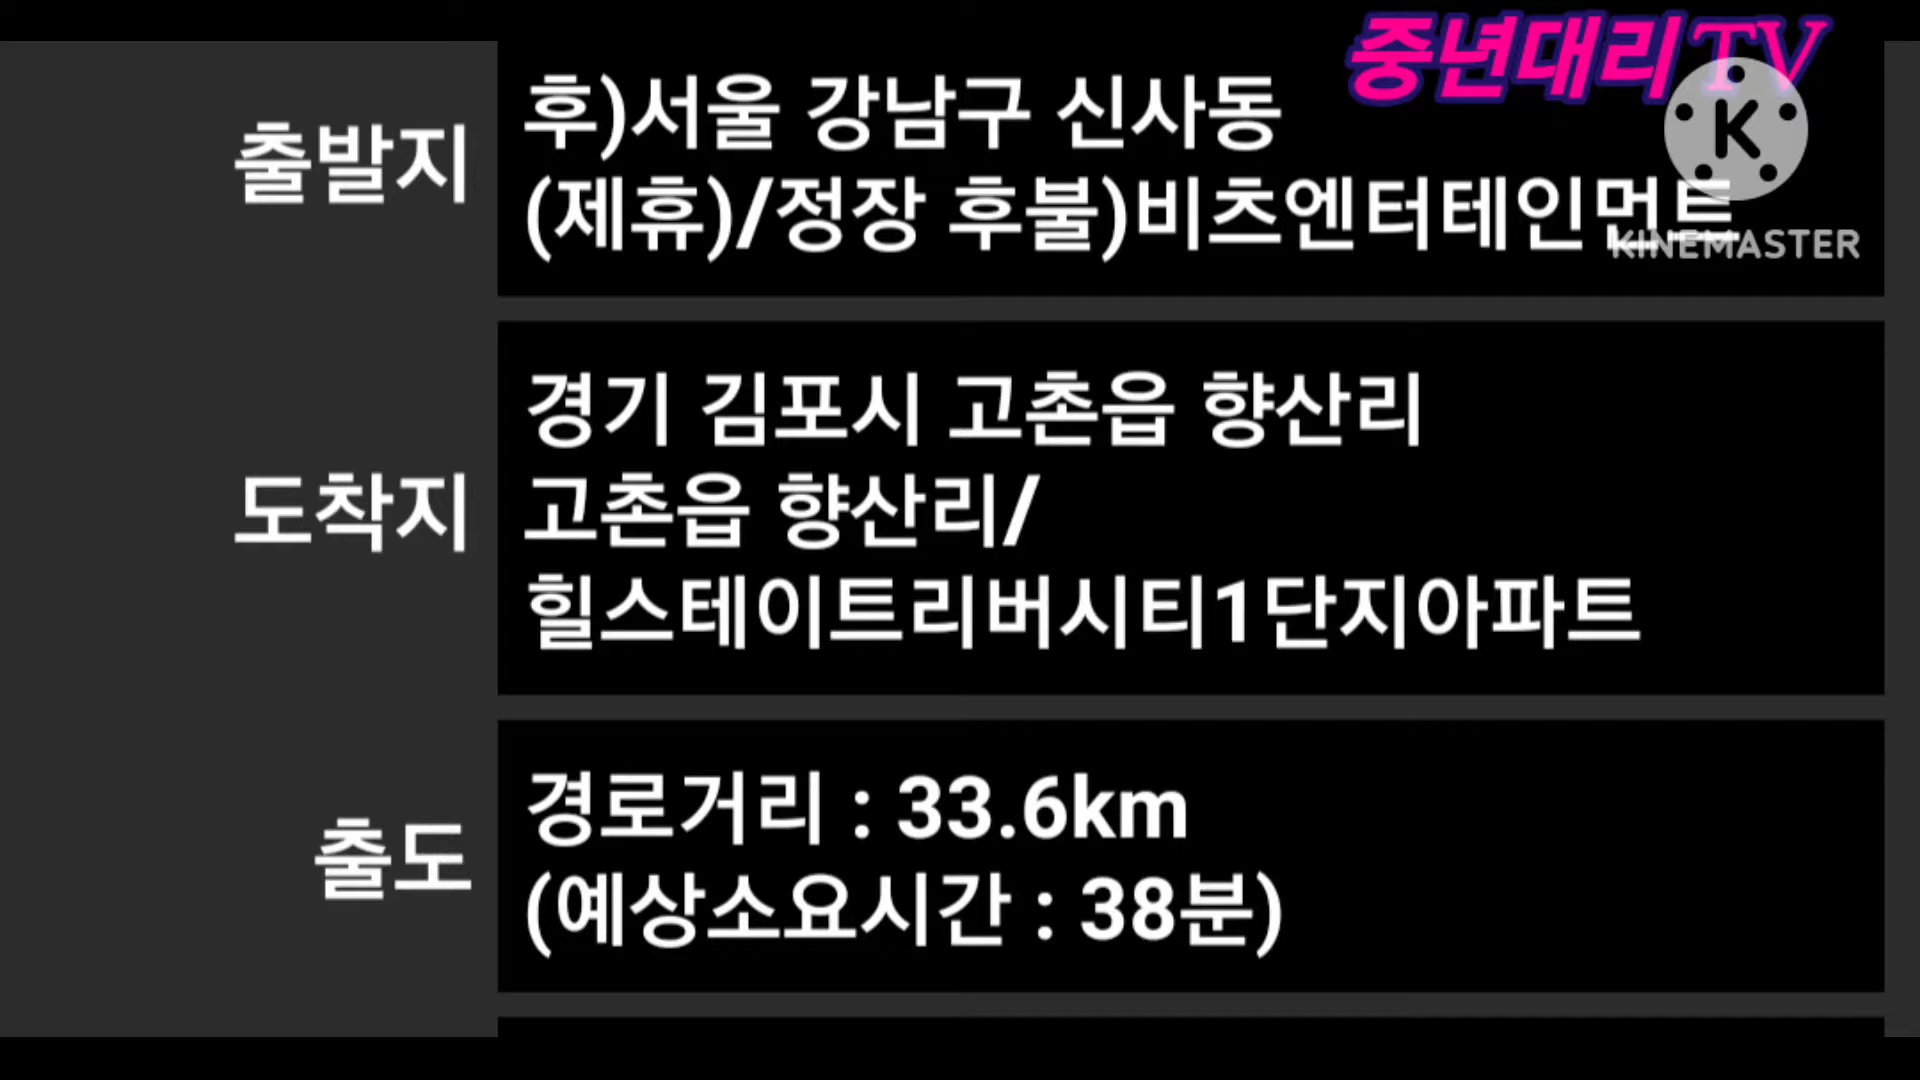 중년대리TV
KINEMASTER
출발지
후)서울 강남구 신사동
(제휴)/정장 후불)비츠엔터테인먼트
도착지
경기 김포시 고촌읍 향산리
고촌읍 향산리/
힐스테이트리버시티1단지아파트
출도
경로거리 : 33.6km
(예상소요시간 : 38분)